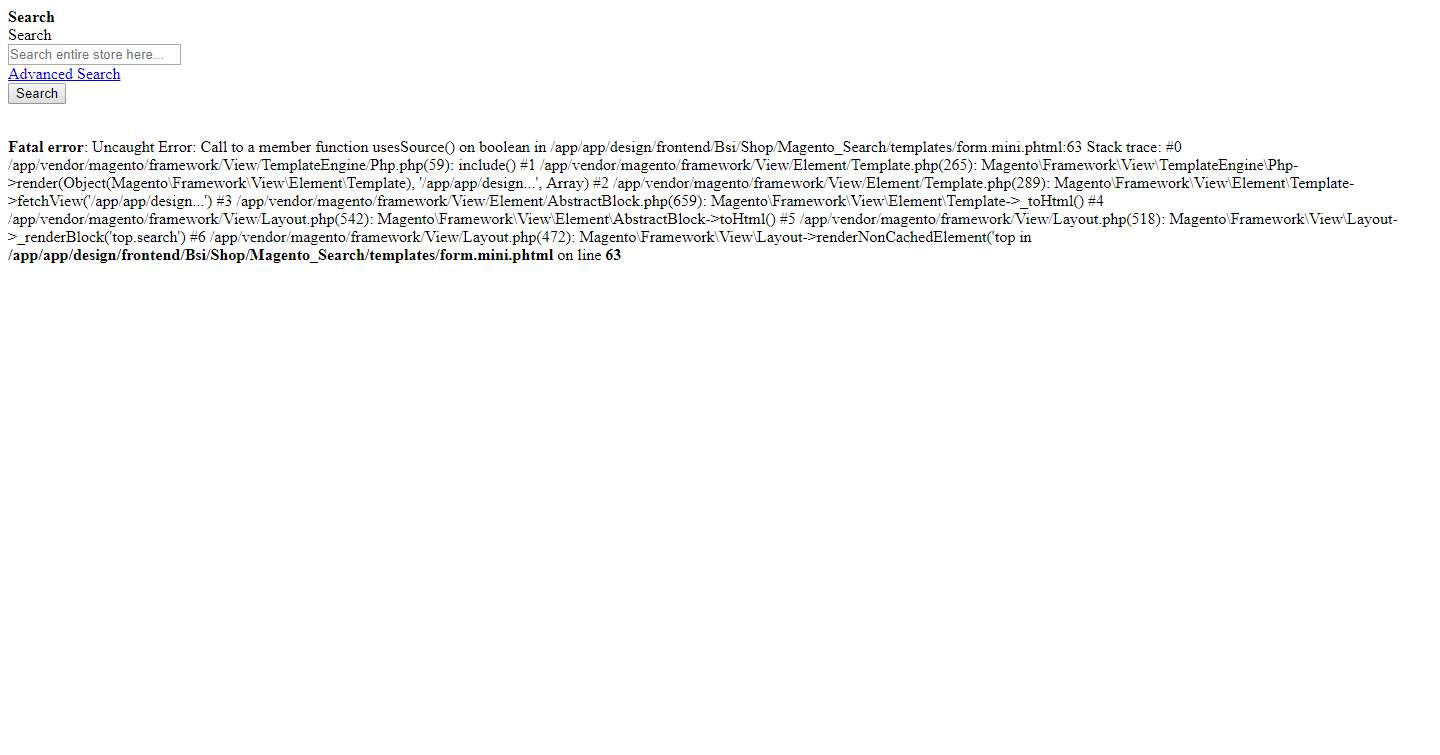 Search
Search
Search entire store here...
Advanced Search
Search
Fatal error: Uncaught Error: Call to a member function usesSource() on boolean in /app/app/design/frontend/Bsi/Shop/Magento_Search/templates/form.mini.phtml:63 Stack trace: #0
/app/vendor/magento/framework/View/TemplateEngine/Php.php(59): include() #1 /app/vendor/magento/framework/View/Element/Template.php(265): Magento\Framework\View\TemplateEngine\Php-
>render(Object(Magento\Framework\View\Element\Template), '/app/app/design...', Array) #2 /app/vendor/magento/framework/View/Element/Template.php(289): Magento\Framework\View\Element\Template-
>fetchView('/app/app/design...') #3 /app/vendor/magento/framework/View/Element/AbstractBlock.php(659): Magento\Framework\View\Element\Template->_toHtml() #4
/app/vendor/magento/framework/View/Layout.php(542): Magento\Framework\View\Element\AbstractBlock->toHtml() #5 /app/vendor/magento/framework/View/Layout.php(518): Magento\Framework\View\Layout-
>_renderBlock('top.search') #6 /app/vendor/magento/framework/View/Layout.php(472): Magento\Framework\View\Layout->renderNonCachedElement('top in
/app/app/design/frontend/Bsi/Shop/Magento_Search/templates/form.mini.phtml on line 63